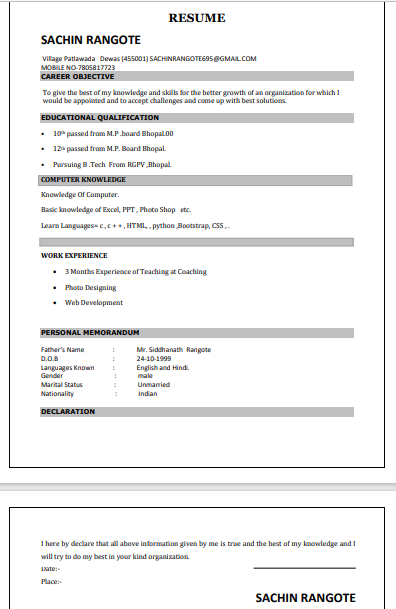 RESUME
SACHIN RANGOTE
Village Patlawada Dewas (455001) SACHINRANGOTE695@GMAIL.COM
MOBILE NO-7805817723
CAREER OBJECTIVE
To give the best of my knowledge and skills for the better growth of an organization for which I
would be appointed and to accept challenges and come up with best solutions.
EDUCATIONAL QUALIFICATION
• 10th passed from M.P .board Bhopal.00
• 12th passed from M.P. Board Bhopal.
• Pursuing B .Tech From RGPV ,Bhopal.
COMPUTER KNOWLEDGE
Knowledge Of Computer.
Basic knowledge of Excel, PPT , Photo Shop etc.
Learn Languages= c , c + + , HTML, , python ,Bootstrap, CSS , .
WORK EXPERIENCE
• 3 Months Experience of Teaching at Coaching
• Photo Designing
• Web Development
PERSONAL MEMORANDUM
Father's Name : Mr. Siddhanath Rangote
D.O.B : 24-10-1999
Languages Known : English and Hindi.
Gender : male
Marital Status : Unmarried
Nationality : Indian
DECLARATION
I here by declare that all above information given by me is true and the best of my knowledge and I
will try to do my best in your kind organization.
Date:-
Place:-
SACHIN RANGOTE